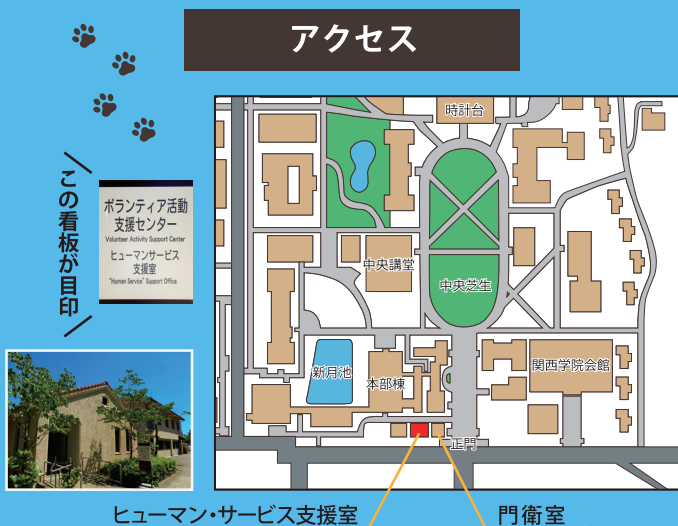 アクセス
この看板が目印
ボランティア活動
支援センター
Volunteer Activity Support Center
ヒューマンサービス
支援室
"Human Service" Support Office
時計台
中央講堂
中央芝生
新月池
本部棟
関西学院会館
正門
ヒューマン・サービス支援室
門衛室